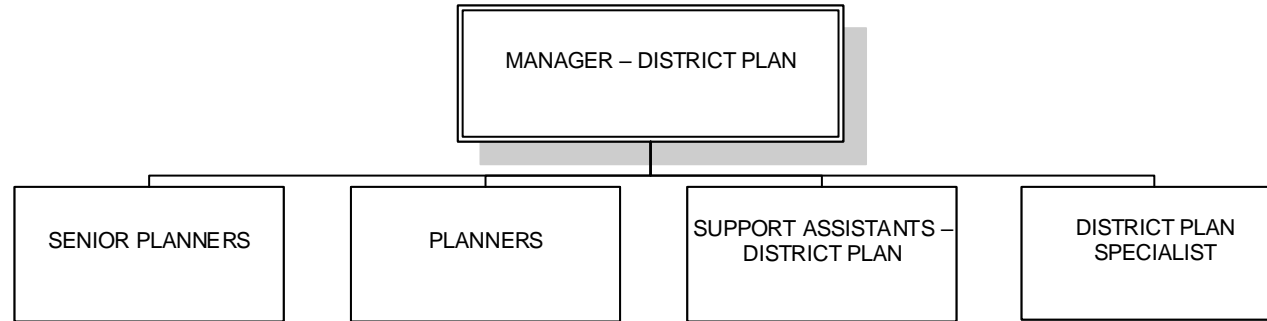 MANAGER – DISTRICT PLAN
SENIOR PLANNERS
PLANNERS
SUPPORT ASSISTANTS –
DISTRICT PLAN
DISTRICT PLAN
SPECIALIST